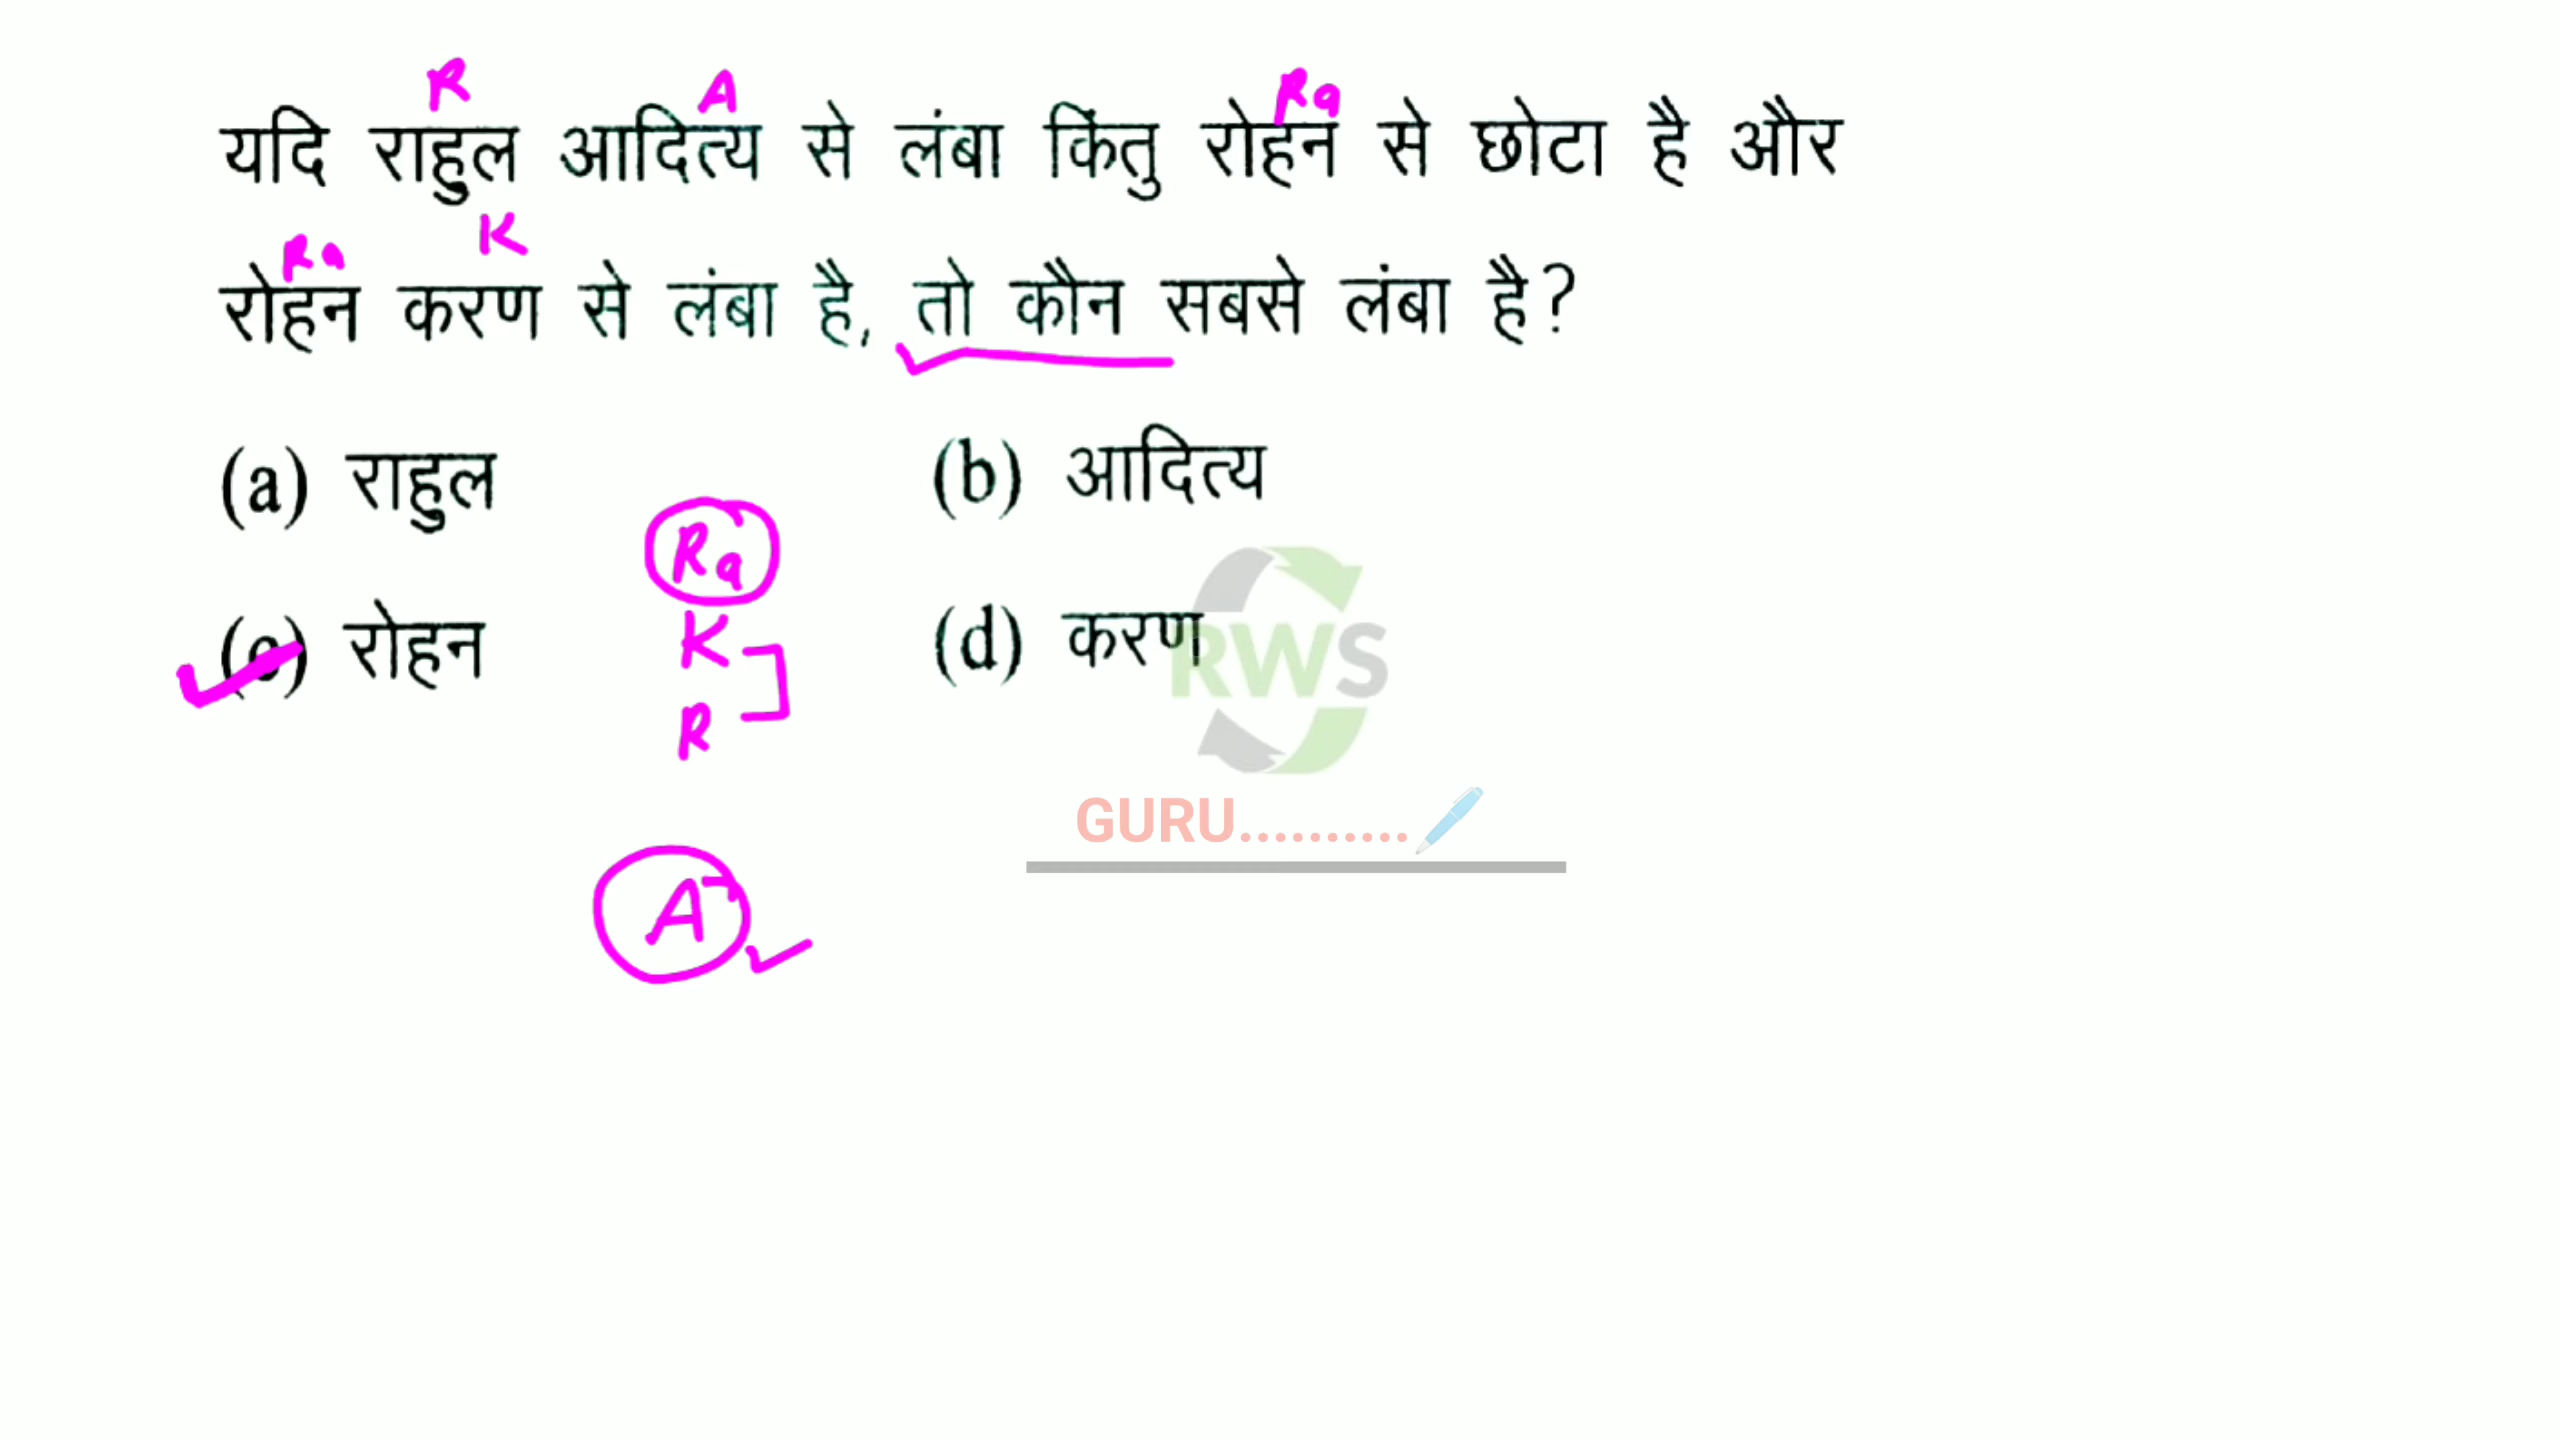 R A Ra
यदि राहुल आदित्य से लंबा किंतु रोहन से छोटा है और
Ra K
रोहन करण से लंबा है, तो कौन सबसे लंबा है?
(a) राहुल (b) आदित्य
Ra
(c) रोहन (d) करण
K
R
RWS
GURU..........
A